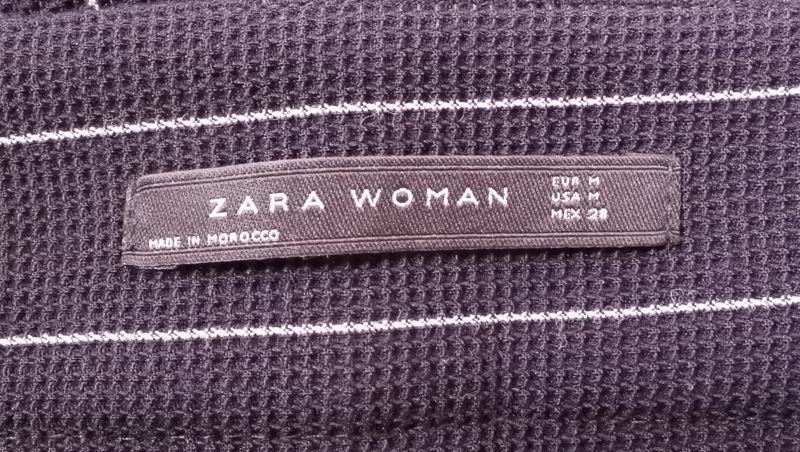 ZARA WOMAN
EUR M
USA M
MEX 28
MADE IN MOROCCO